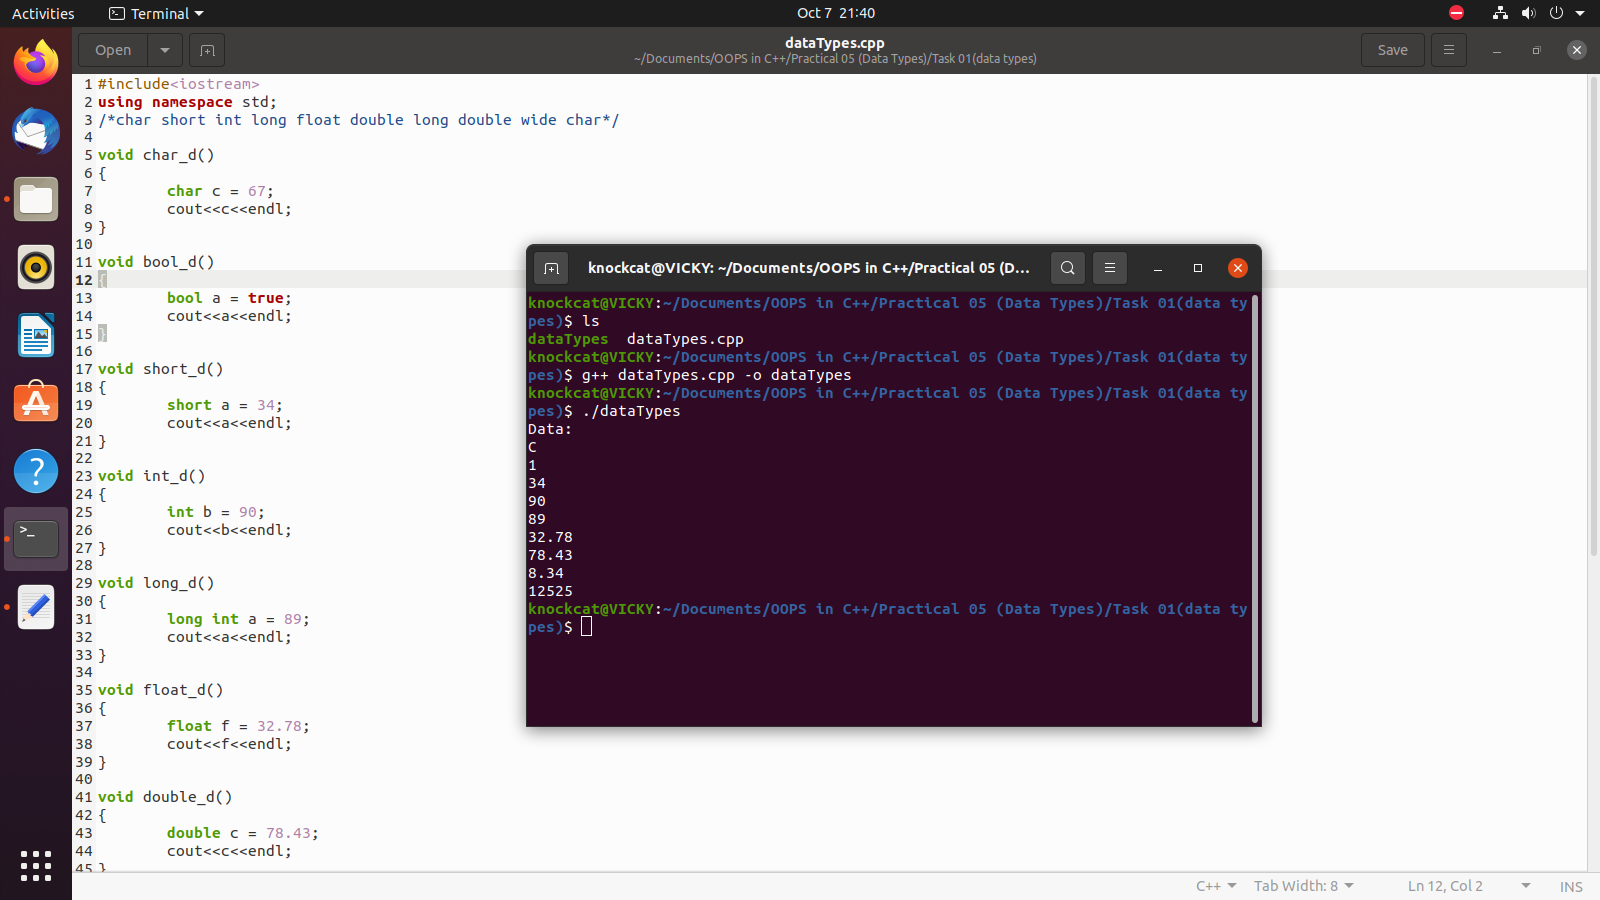 Activities
Terminal
Oct 7 21:40
Open
dataTypes.cpp
~/Documents/OOPS in C++/Practical 05 (Data Types)/Task 01(data types)
Save
1 #include<iostream>
2 using namespace std;
3 /*char short int long float double long double wide char*/
4
5 void char_d()
6 {
7 char c = 67;
8 cout<<c<<endl;
9 }
10
11 void bool_d()
12 {
13 bool a = true;
14 cout<<a<<endl;
15 }
16
17 void short_d()
18 {
19 short a = 34;
20 cout<<a<<endl;
21 }
22
23 void int_d()
24 {
25 int b = 90;
26 cout<<b<<endl;
27 }
28
29 void long_d()
30 {
31 long int a = 89;
32 cout<<a<<endl;
33 }
34
35 void float_d()
36 {
37 float f = 32.78;
38 cout<<f<<endl;
39 }
40
41 void double_d()
42 {
43 double c = 78.43;
44 cout<<c<<endl;
45 }
knockcat@VICKY: ~/Documents/OOPS in C++/Practical 05 (D...
knockcat@VICKY:~/Documents/OOPS in C++/Practical 05 (Data Types)/Task 01(data ty
pes)$ ls
dataTypes dataTypes.cpp
knockcat@VICKY:~/Documents/OOPS in C++/Practical 05 (Data Types)/Task 01(data ty
pes)$ g++ dataTypes.cpp -o dataTypes
knockcat@VICKY:~/Documents/OOPS in C++/Practical 05 (Data Types)/Task 01(data ty
pes)$ ./dataTypes
Data:
C
1
34
90
89
32.78
78.43
8.34
12525
knockcat@VICKY:~/Documents/OOPS in C++/Practical 05 (Data Types)/Task 01(data ty
pes)$
C++
Tab Width: 8
Ln 12, Col 2
INS